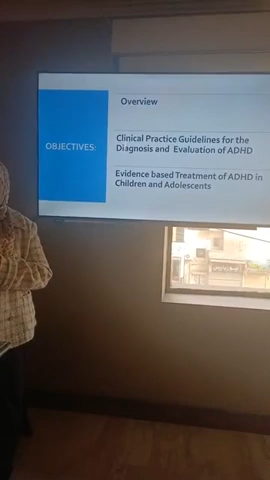 Overview
OBJECTIVES:
Clinical Practice Guidelines for the
Diagnosis and Evaluation of ADHD
Evidence based Treatment of ADHD in
Children and Adolescents